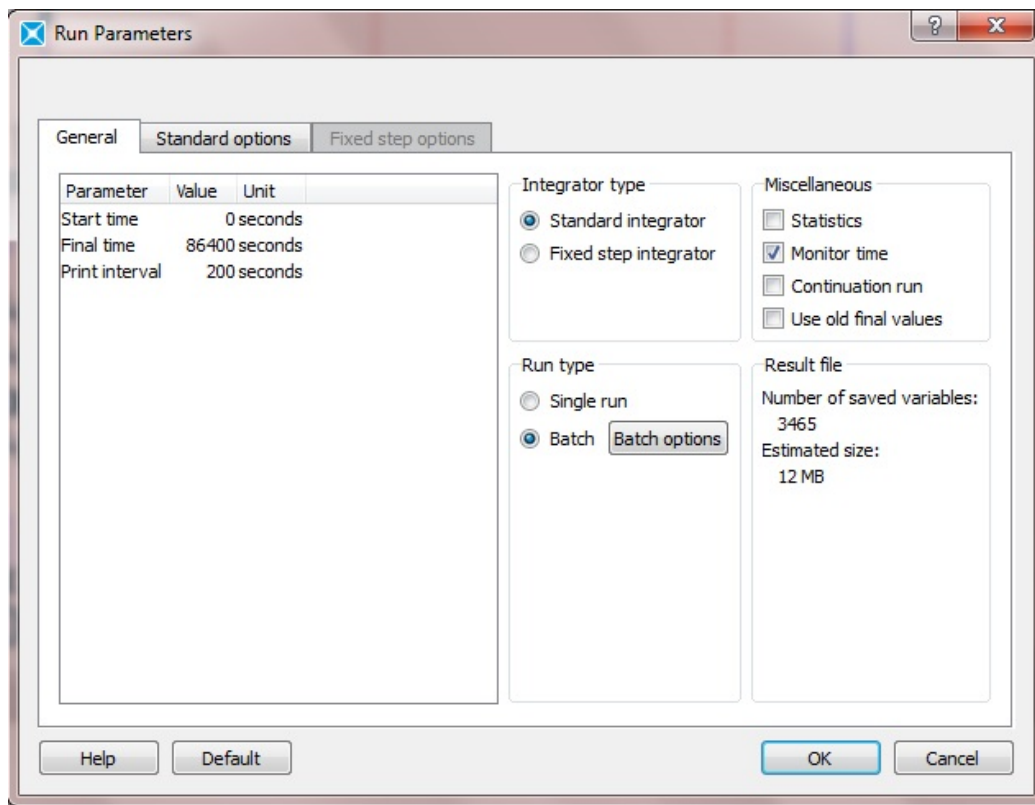 Run Parameters
General Standard options Fixed step options
Parameter Value Unit
Start time 0 seconds
Final time 86400 seconds
Print interval 200 seconds
Integrator type
Standard integrator
Fixed step integrator
Miscellaneous
Statistics
Monitor time
Continuation run
Use old final values
Run type
Single run
Batch Batch options
Result file
Number of saved variables:
3465
Estimated size:
12 MB
Help Default OK Cancel